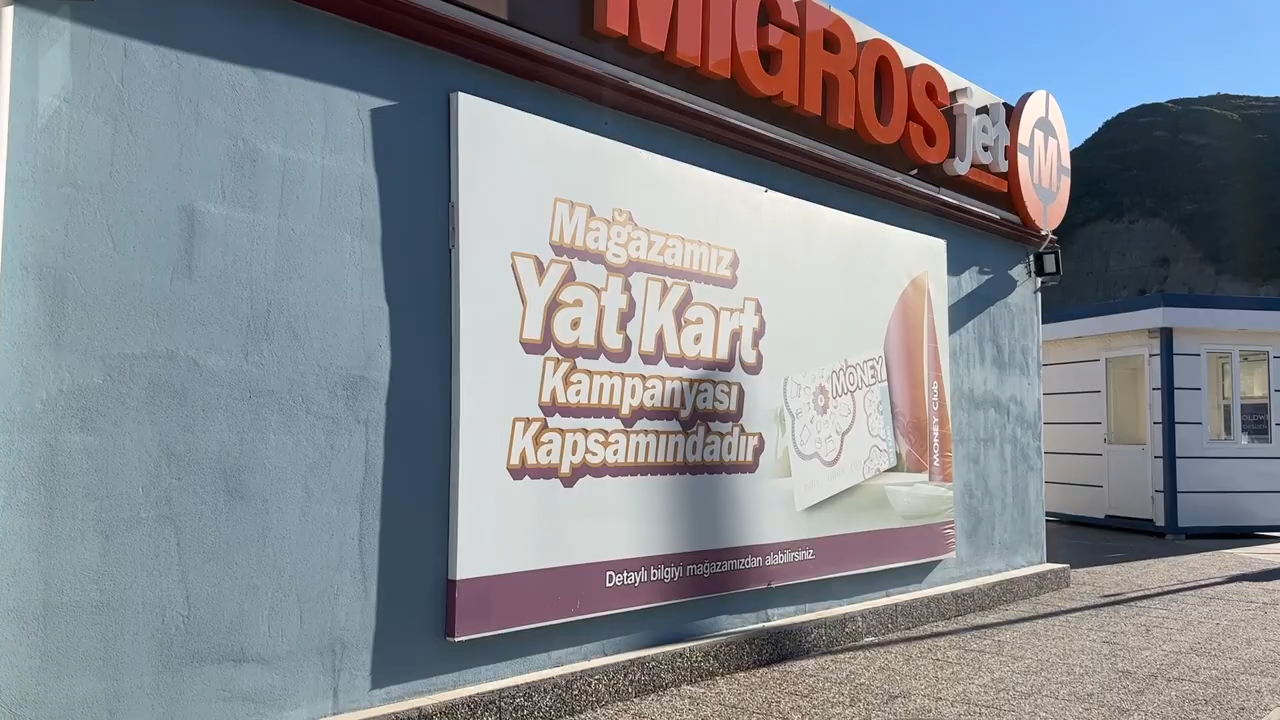 MIGROS jet
M
Mağazamız
Yat Kart
Kampanyası
Kapsamındadır
MONEY
MONEY Club
Detaylı bilgiyi mağazamızdan alabilirsiniz.